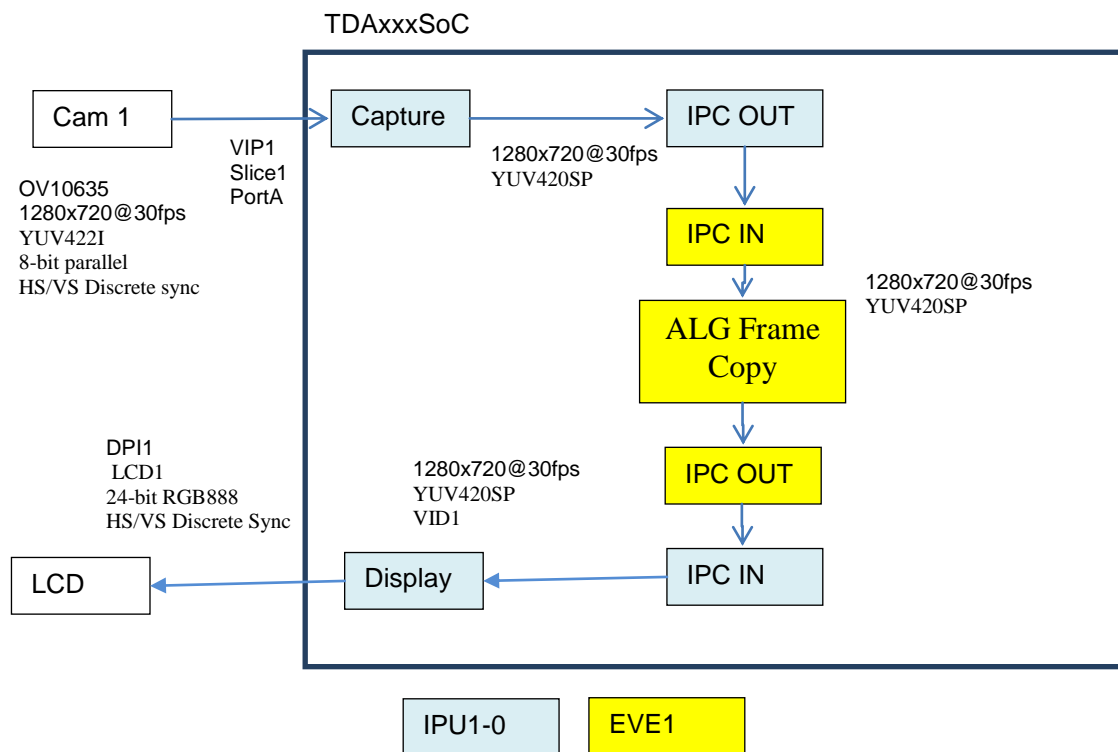 TDAxxxSoC
Cam 1
Capture
IPC OUT
VIP1
Slice1
PortA
1280x720@30fps
YUV420SP
OV10635
1280x720@30fps
YUV422I
8-bit parallel
HS/VS Discrete sync
IPC IN
1280x720@30fps
YUV420SP
ALG Frame
Copy
DPI1
LCD1
24-bit RGB888
HS/VS Discrete Sync
1280x720@30fps
YUV420SP
VID1
IPC OUT
LCD
Display
IPC IN
IPU1-0
EVE1